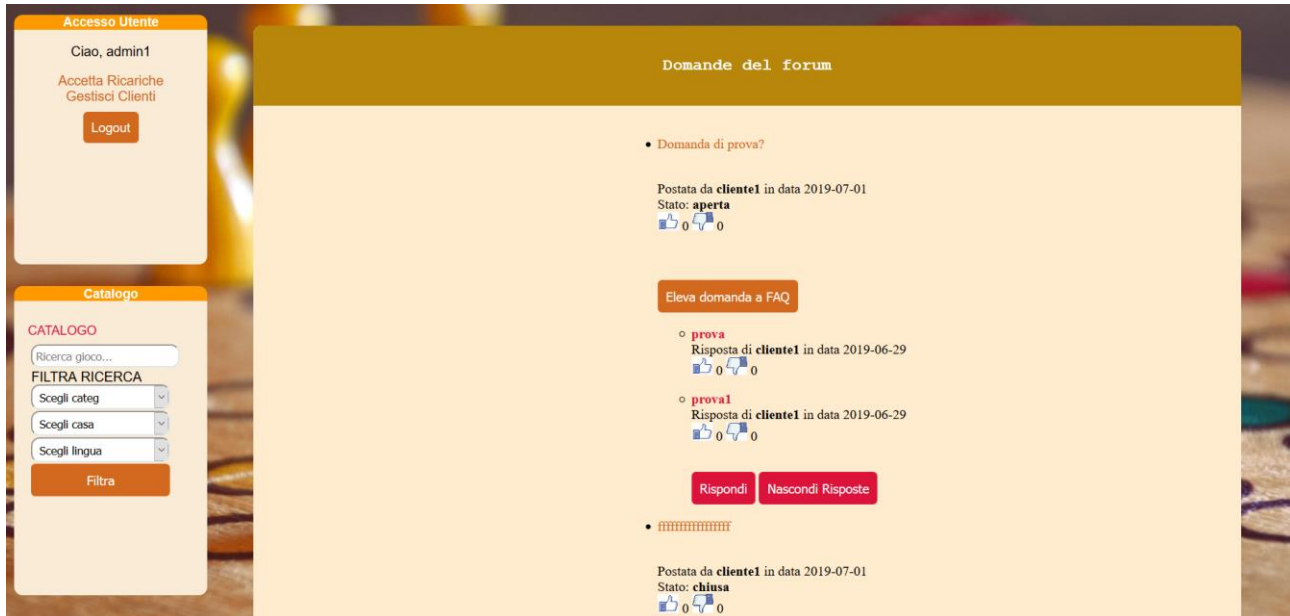 Accesso Utente
Ciao, admin1
Accetta Ricariche
Gestisci Clienti
Logout
Catalogo
CATALOGO
Ricerca gioco...
FILTRA RICERCA
Scegli categ
Scegli casa
Scegli lingua
Filtra
Domande del forum
Domanda di prova?
Postata da cliente1 in data 2019-07-01
Stato: aperta
0 0
Eleva domanda a FAQ
prova
Risposta di cliente1 in data 2019-06-29
0 0
prova1
Risposta di cliente1 in data 2019-06-29
0 0
Rispondi Nascondi Risposte
Postata da cliente1 in data 2019-07-01
Stato: chiusa
0 0